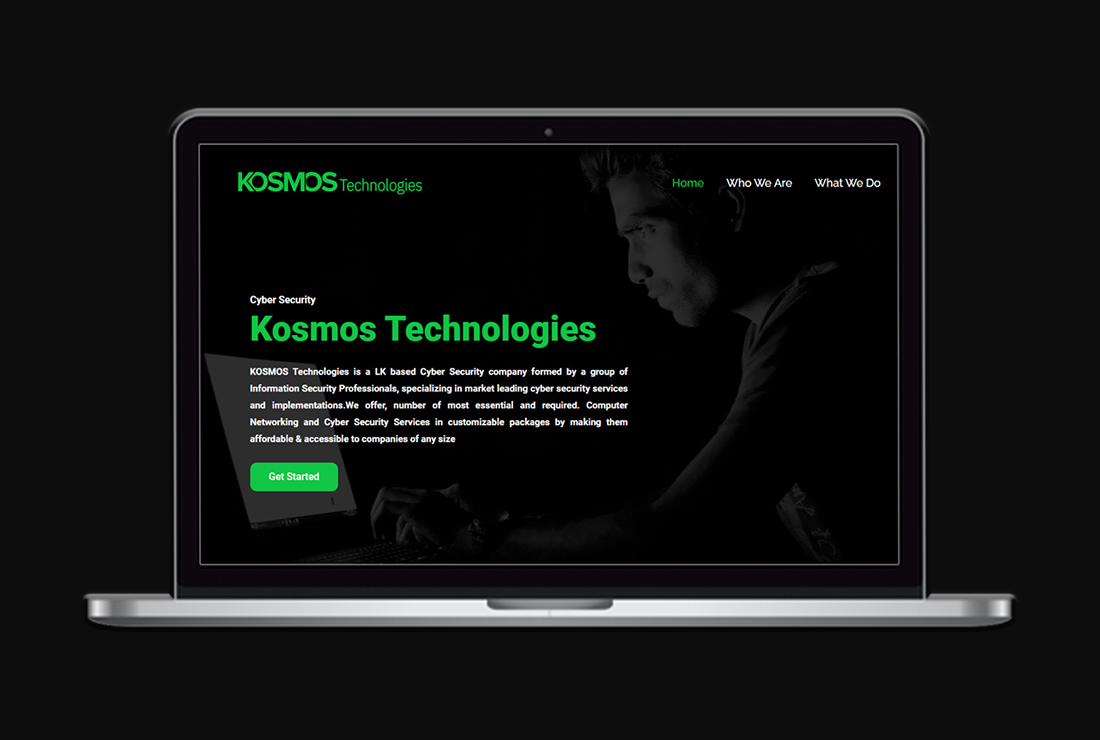 KOSMOS Technologies
Home Who We Are What We Do
Cyber Security
Kosmos Technologies
KOSMOS Technologies is a LK based Cyber Security company formed by a group of
Information Security Professionals, specializing in market leading cyber security services
and implementations.We offer, number of most essential and required. Computer
Networking and Cyber Security Services in customizable packages by making them
affordable & accessible to companies of any size
Get Started